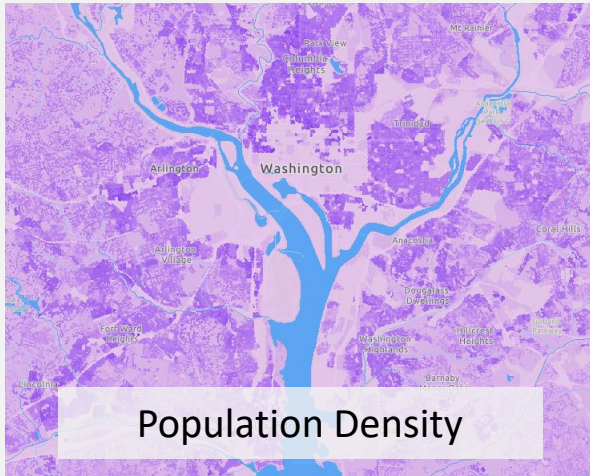 Mt Rainier
Park View
Columbia
Heights
Trinidad
Arlington
Washington
Coral Hills
Anacostia
Arlington
Village
Douglass
Dwellings
Fort Ward
Heights
Washington
Highlands
Hillcrest
Heights
Lincolnia
Barnaby
Population Density